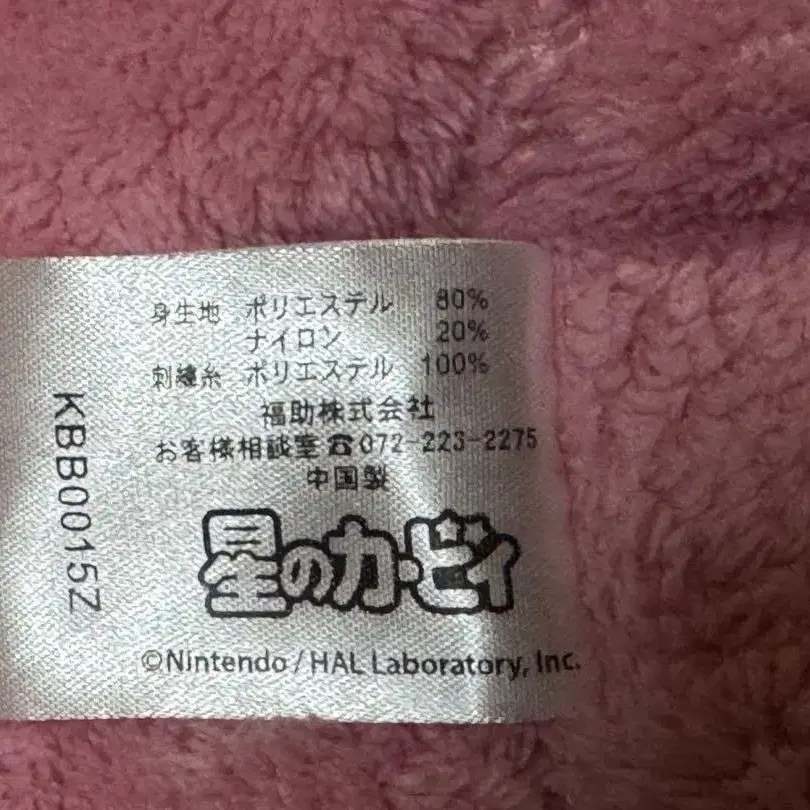 身生地 ポリエステル 80%
ナイロン 20%
刺繍糸 ポリエステル 100%
福助株式会社
お客様相談室☎072-223-2275
中国製
星のカービィ
©Nintendo / HAL Laboratory, Inc.
KBB0015Z